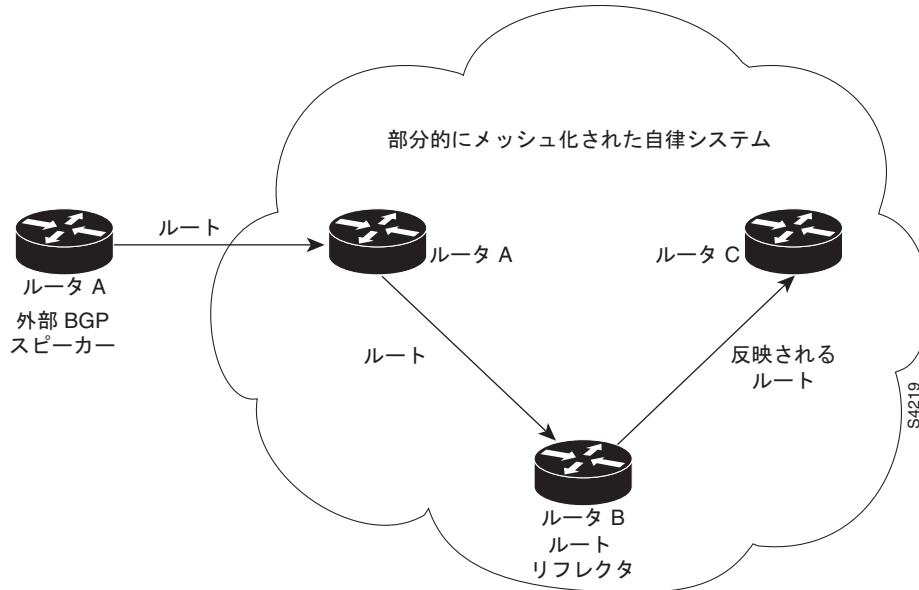 部分的にメッシュ化された自律システム
ルート
ルータ A
外部 BGP
スピーカー
ルータ A
ルータ C
ルート
反映される
ルート
ルータ B
ルート
リフレクタ
S4219